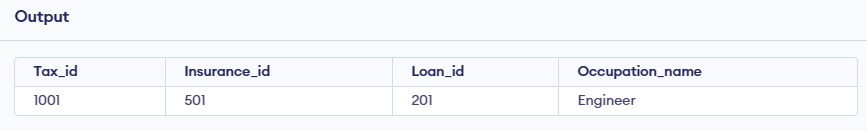 Output
Tax_id Insurance_id Loan_id Occupation_name
1001 501 201 Engineer